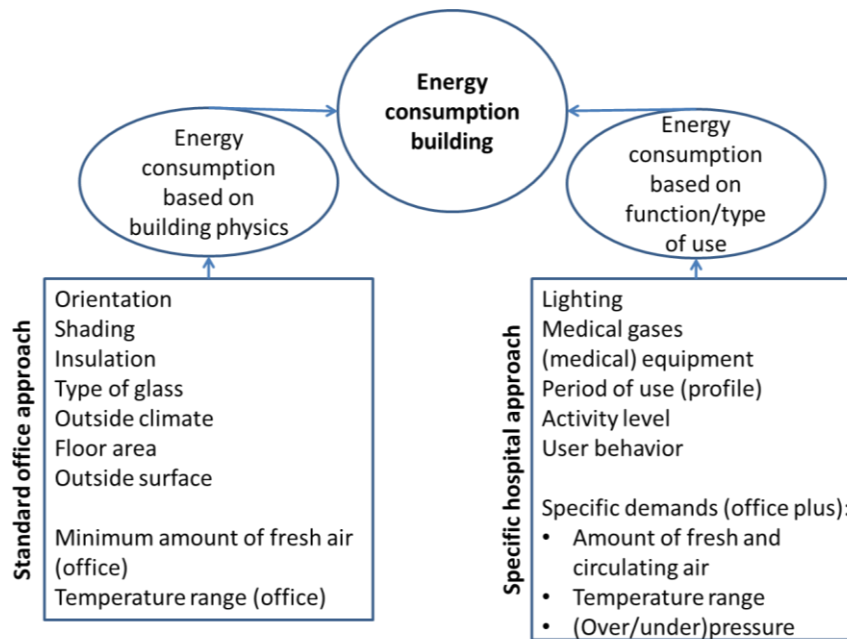 Energy
consumption
building
Energy
consumption
based on
building physics
Energy
consumption
based on
function/type
of use
Standard office approach
Orientation
Shading
Insulation
Type of glass
Outside climate
Floor area
Outside surface
Minimum amount of fresh air
(office)
Temperature range (office)
Specific hospital approach
Lighting
Medical gases
(medical) equipment
Period of use (profile)
Activity level
User behavior
Specific demands (office plus):
• Amount of fresh and
circulating air
• Temperature range
• (Over/under)pressure